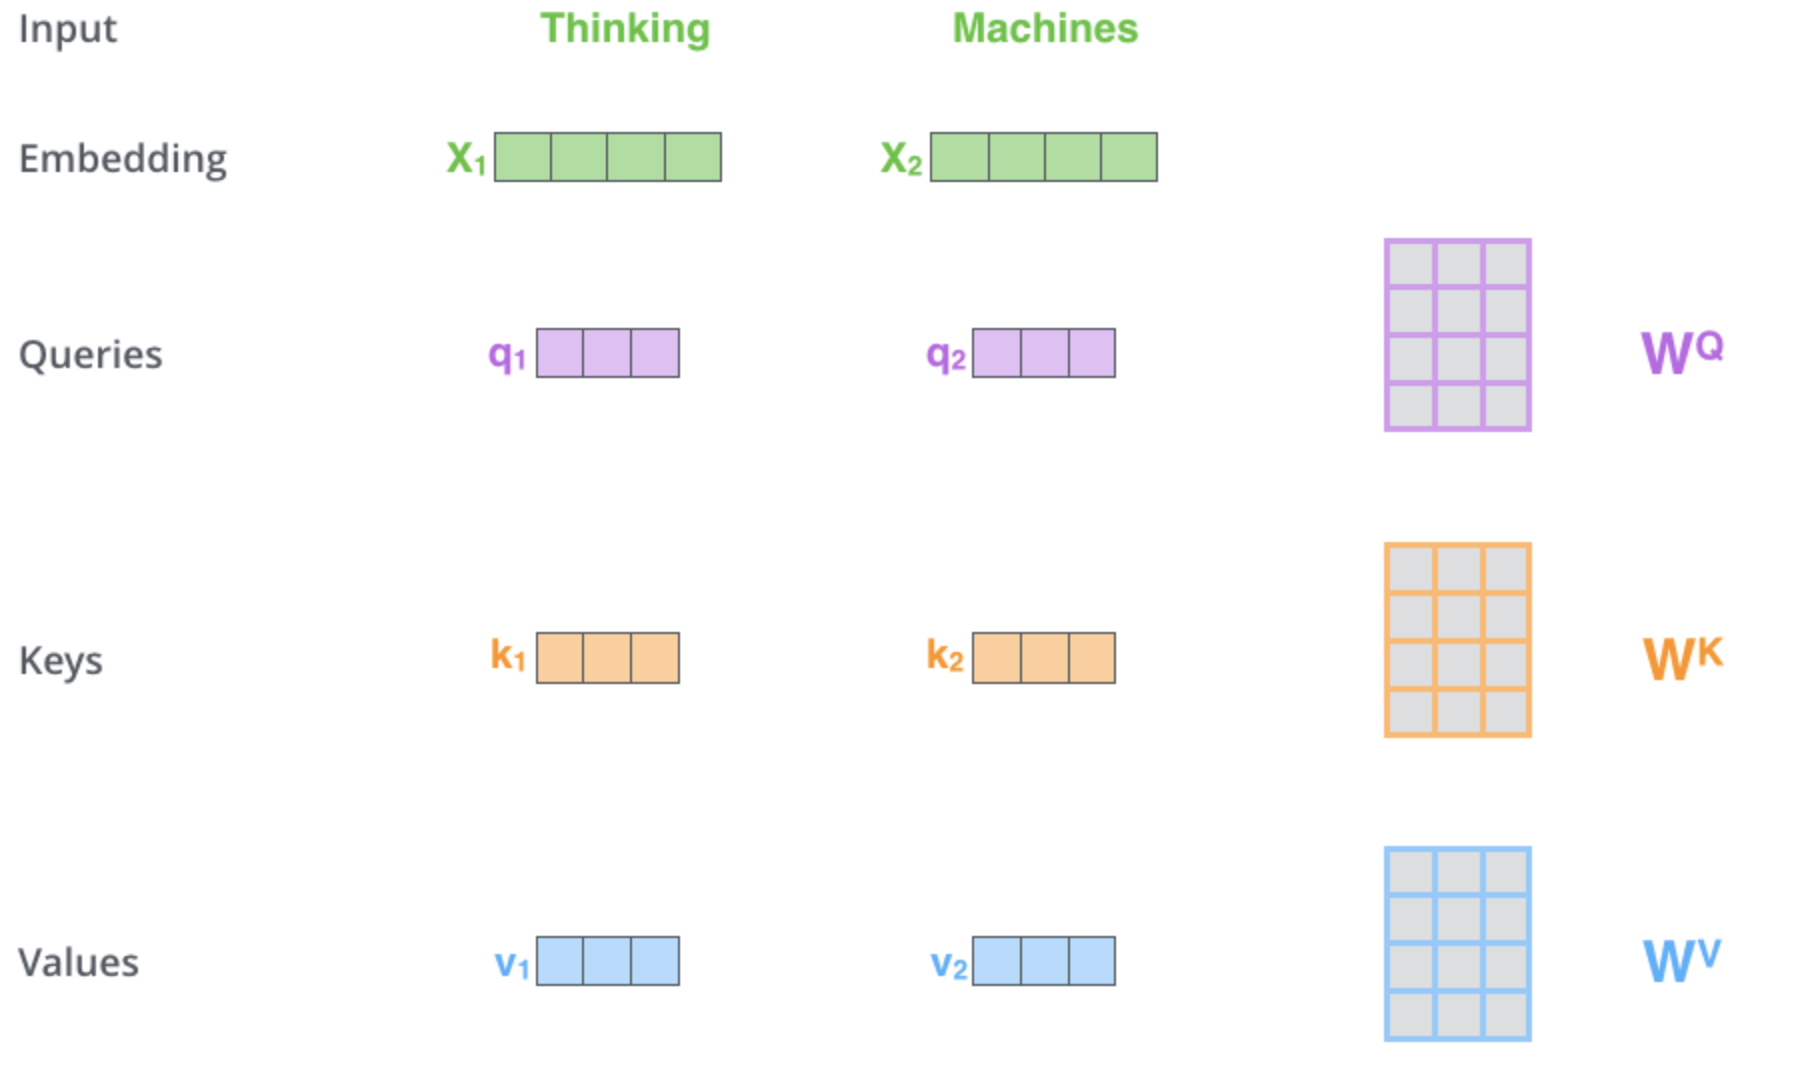 Input Thinking Machines
Embedding X1 X2
Queries q1 q2 WQ
Keys k1 k2 WK
Values v1 v2 WV